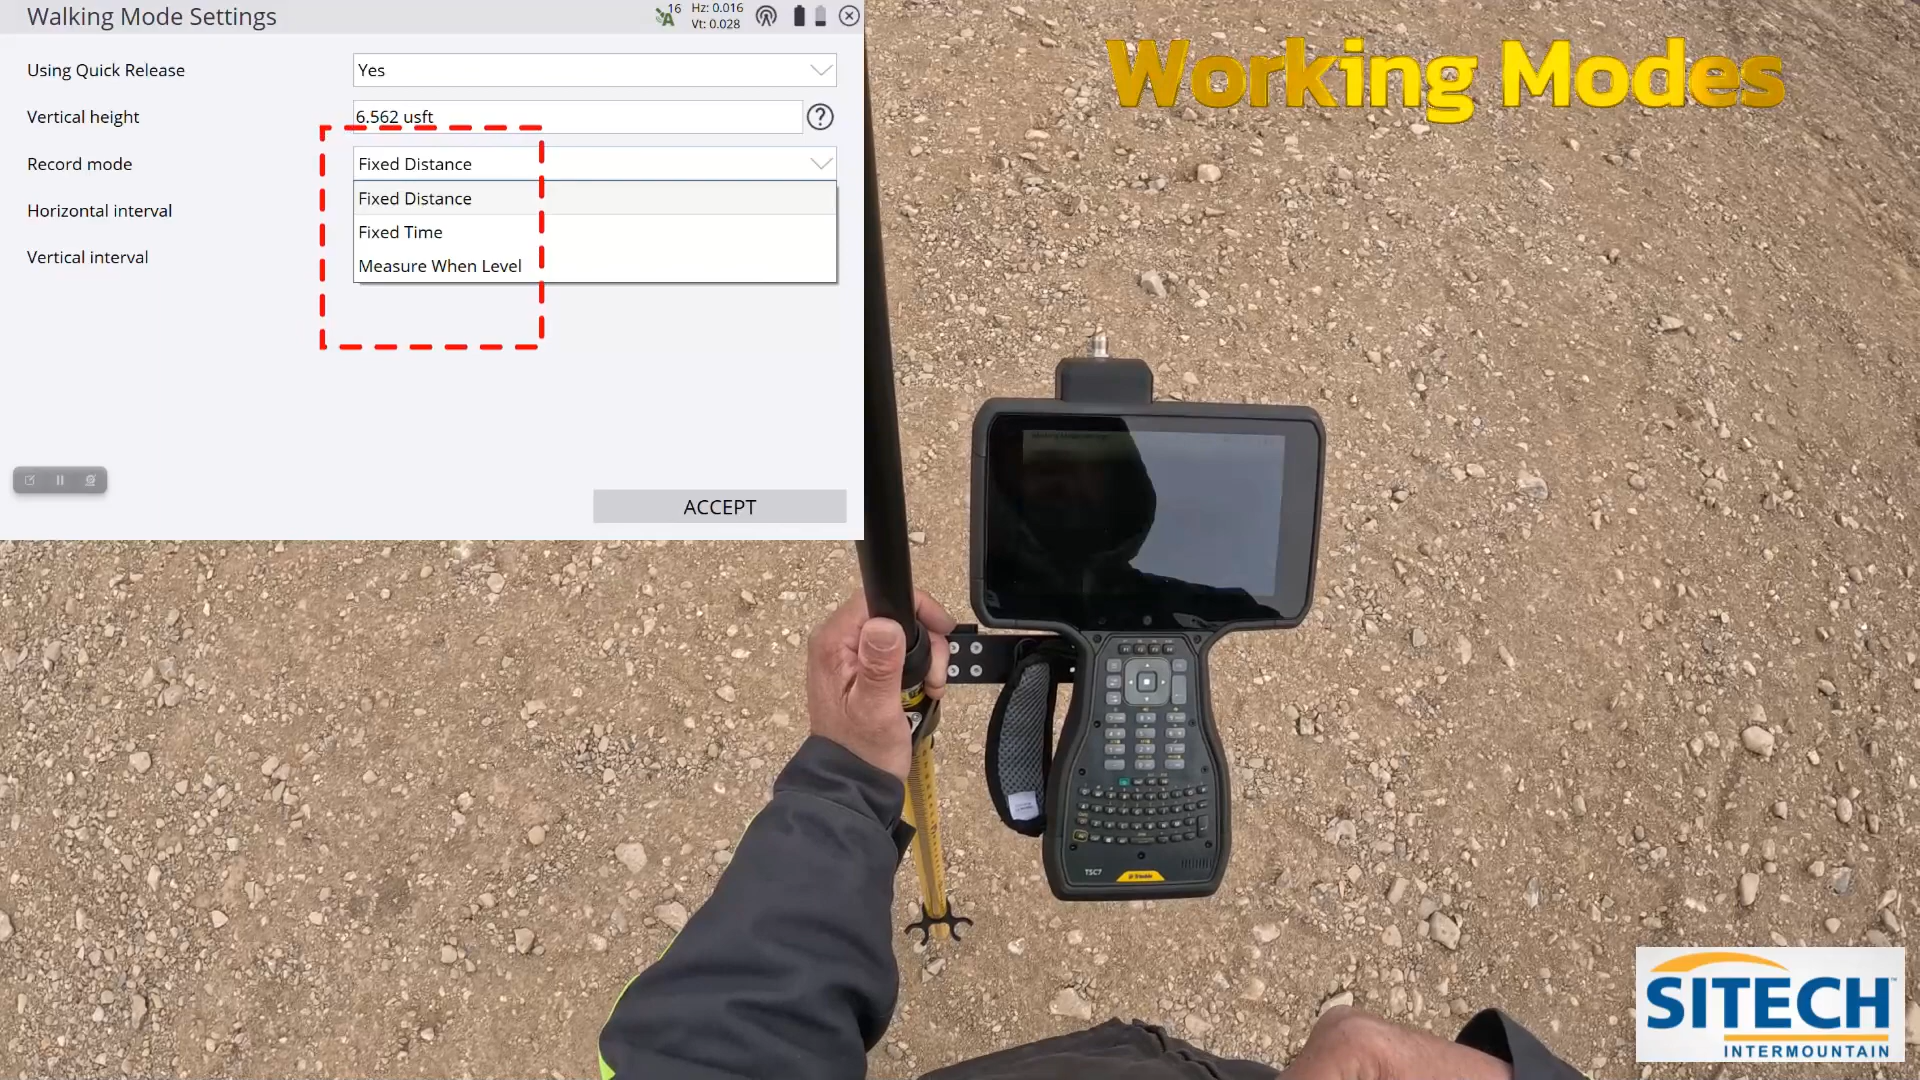 Walking Mode Settings
16
Hz: 0.016
Vt: 0.028
Using Quick Release
Yes
Vertical height
6.562 usft
Record mode
Fixed Distance
Fixed Distance
Horizontal interval
Fixed Time
Vertical interval
Measure When Level
ACCEPT
Working Modes
TSC7
Trimble
SITECH
INTERMOUNTAIN